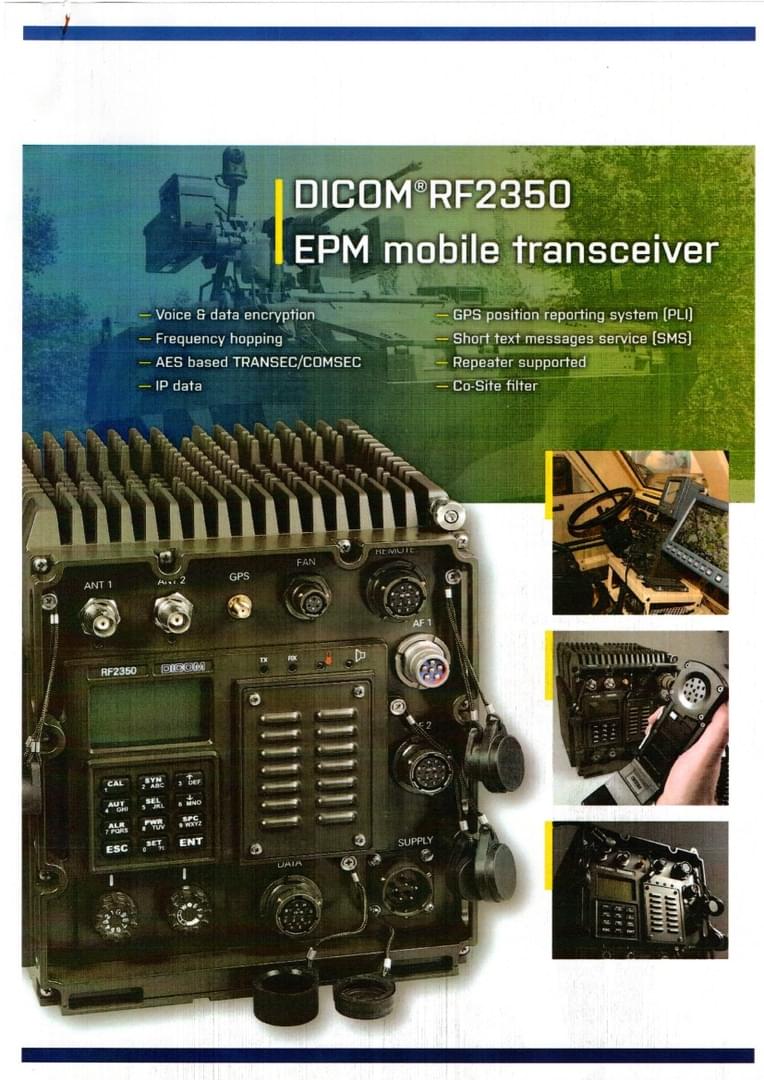 DICOM®RF2350
EPM mobile transceiver
— Voice & data encryption
— Frequency hopping
— AES based TRANSEC/COMSEC
— IP data
— GPS position reporting system (PLI)
— Short text messages service (SMS)
— Repeater supported
— Co-Site filter
ANT 1
ANT 2
GPS
FAN
REMOTE
AF 1
RF2350
DICOM
TX
RX
CAL
SYN
2 ABC
↑
3 DEF
AUT
4 GHI
SEL
5 JKL
↓
6 MNO
ALR
7 PQRS
PWR
8 TUV
SPC
9 WXYZ
ESC
SET
0 ?!
ENT
DATA
SUPPLY